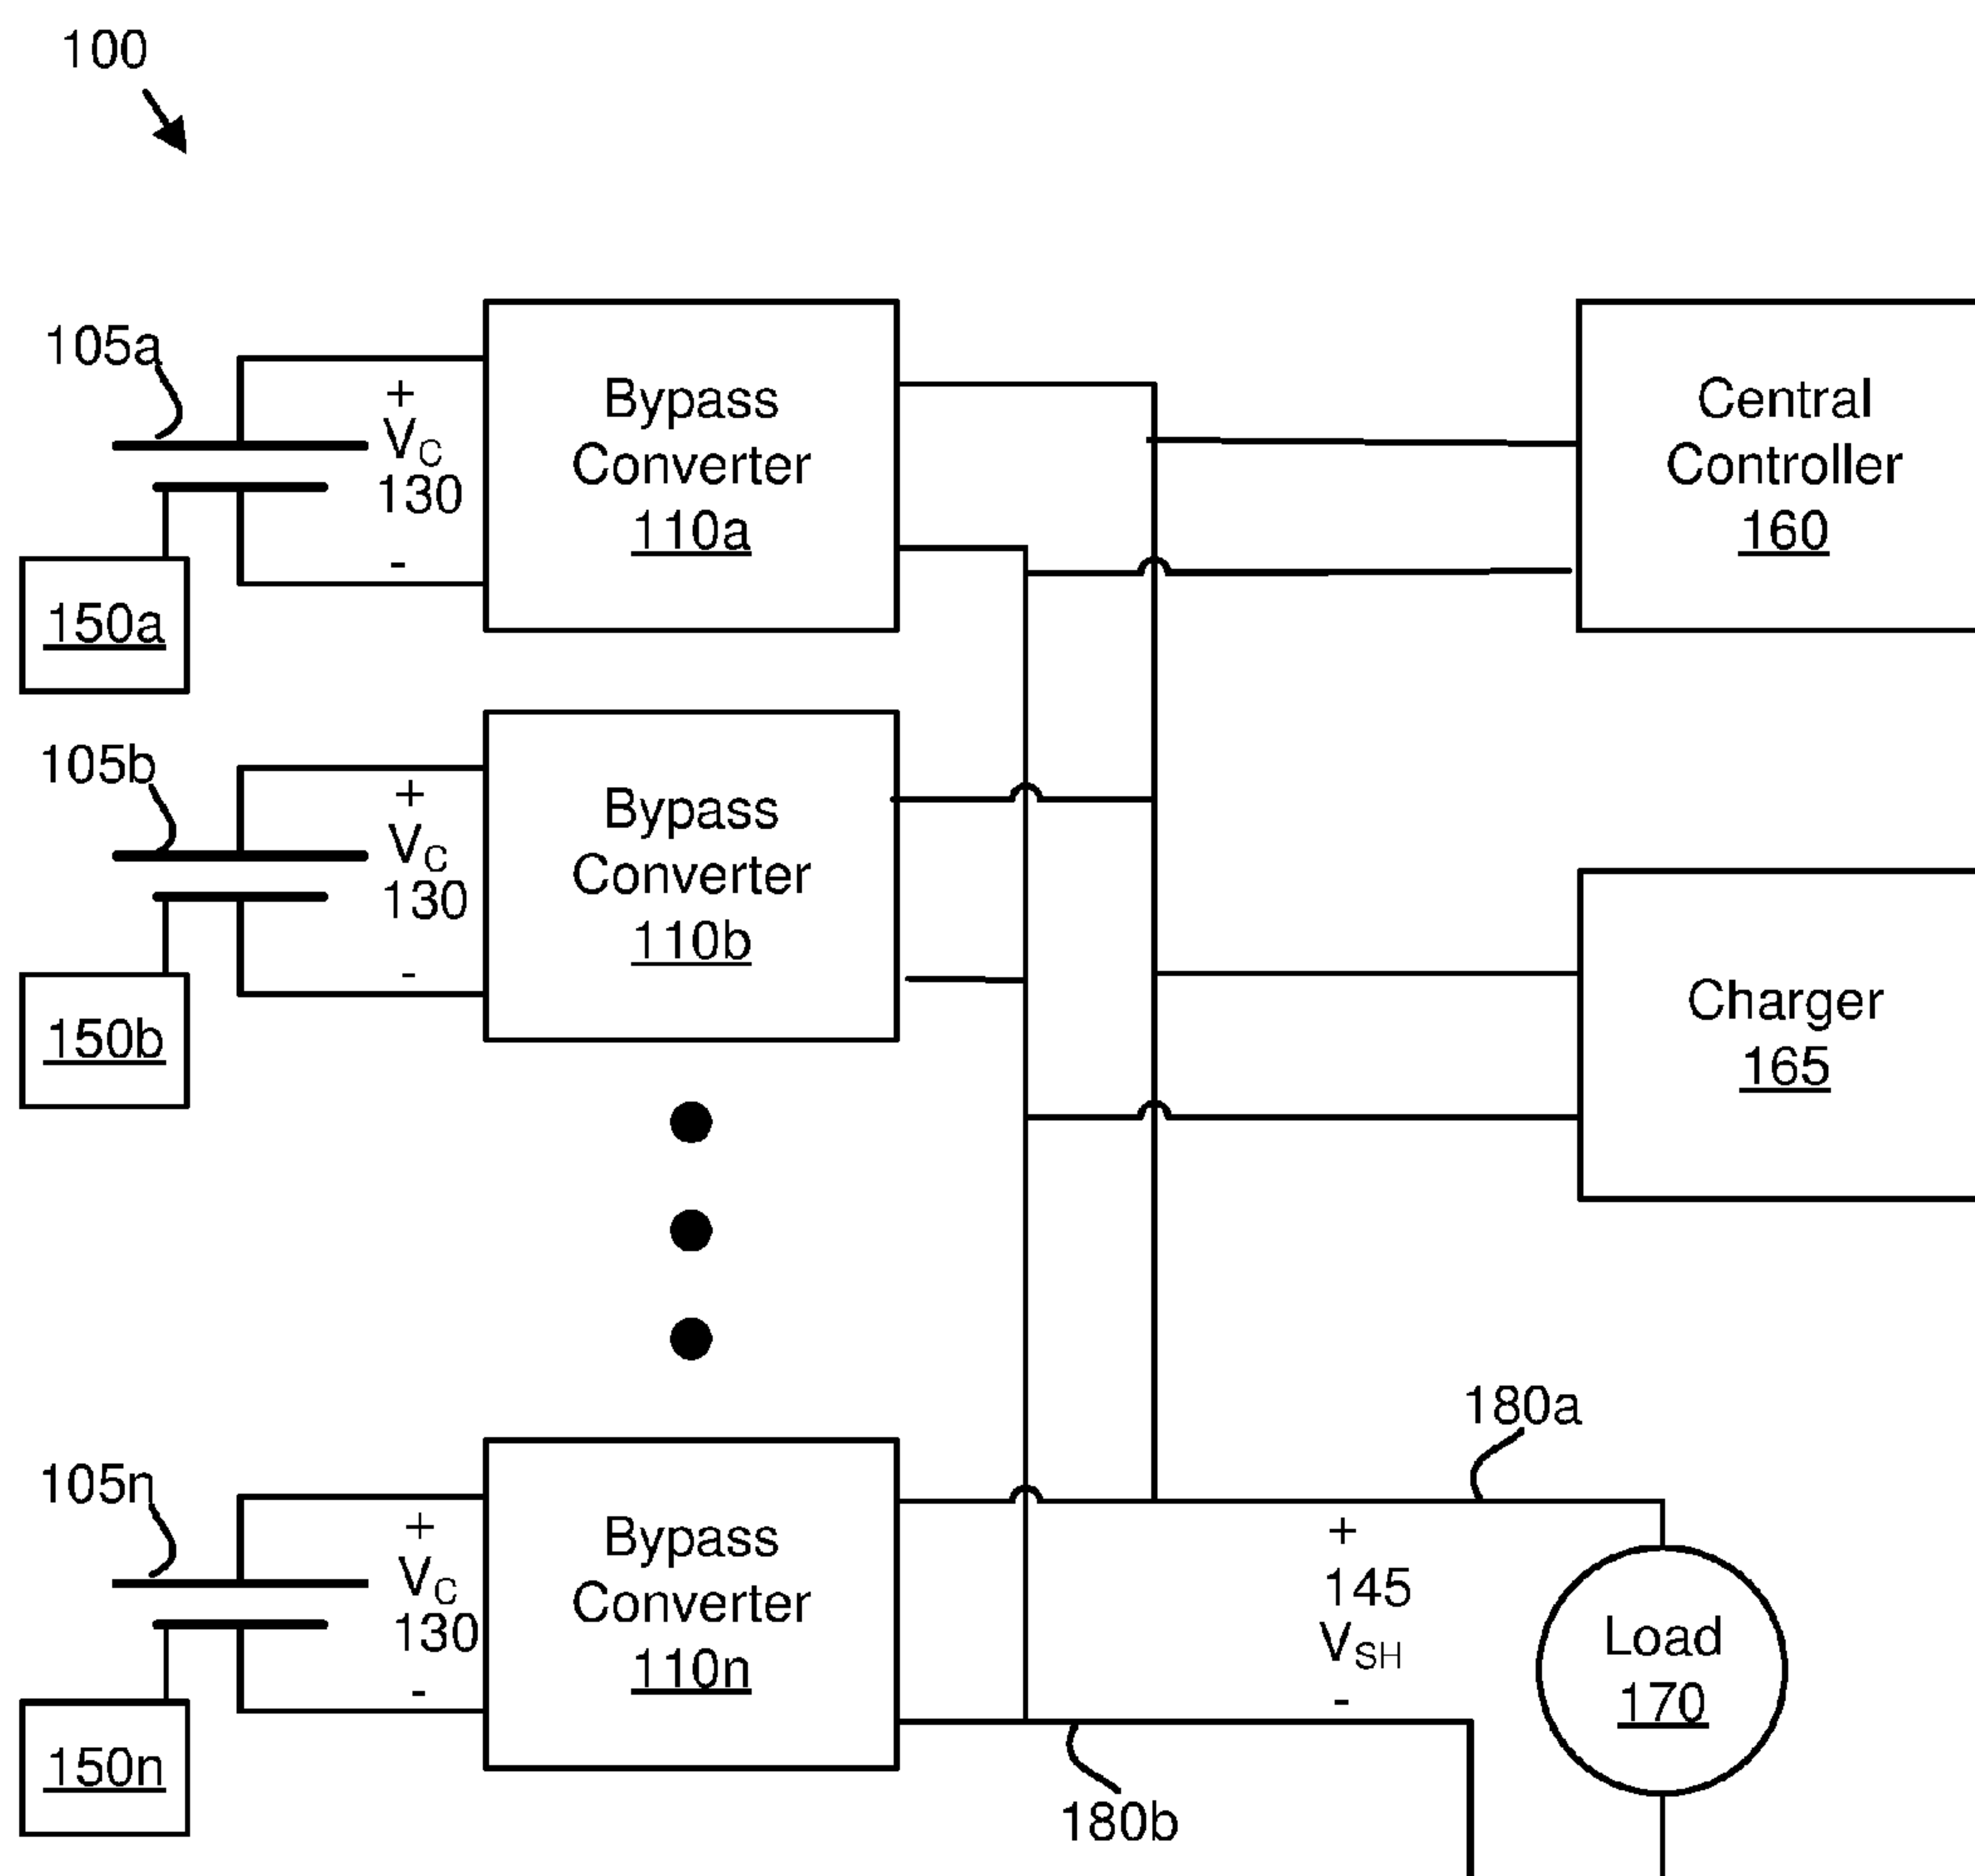 100
105a
+
VC
130
-
150a
Bypass
Converter
110a
Central
Controller
160
105b
+
VC
130
-
150b
Bypass
Converter
110b
Charger
165
180a
105n
+
VC
130
-
150n
Bypass
Converter
110n
+
145
VSH
-
Load
170
180b